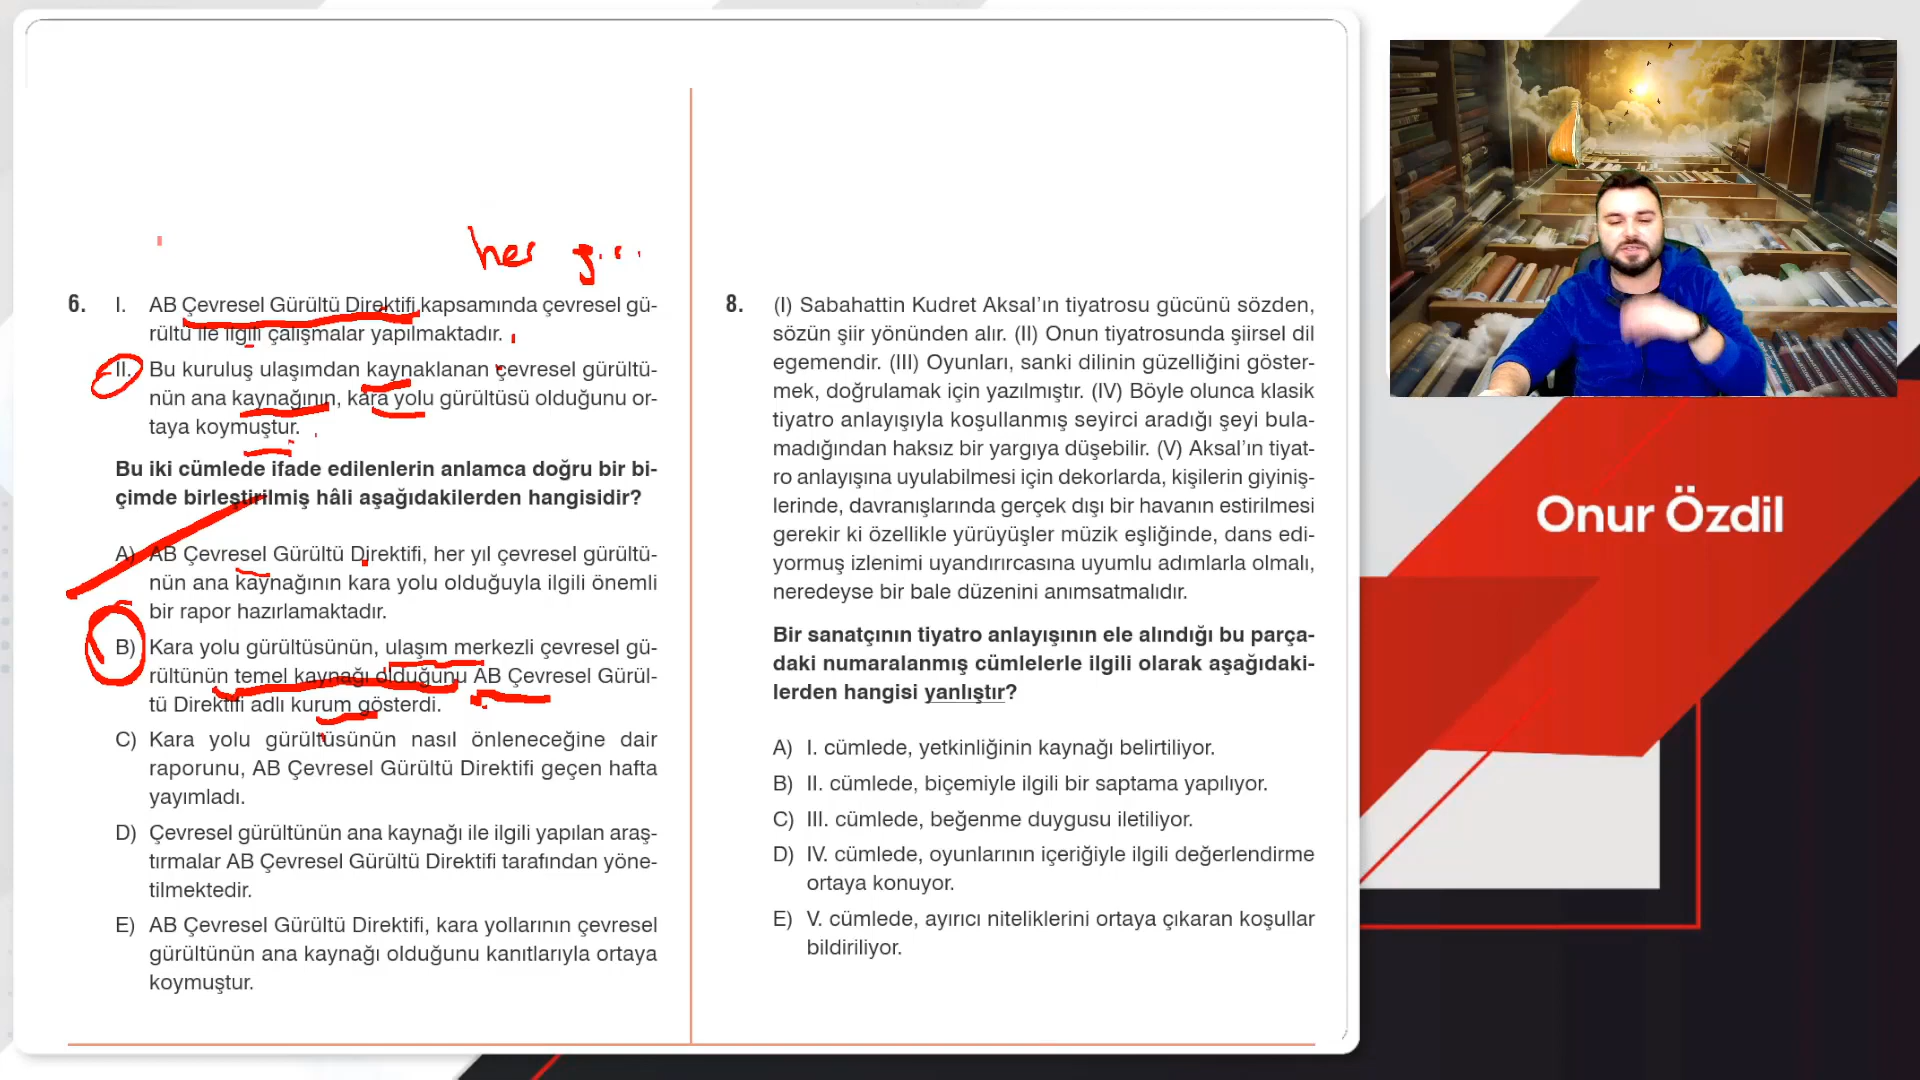 her
6. I. AB Çevresel Gürültü Direktifi kapsamında çevresel gü-
rültü ile ilgili çalışmalar yapılmaktadır.
II. Bu kuruluş ulaşımdan kaynaklanan çevresel gürültü-
nün ana kaynağının, kara yolu gürültüsü olduğunu or-
taya koymuştur.
Bu iki cümlede ifade edilenlerin anlamca doğru bir bi-
çimde birleştirilmiş hâli aşağıdakilerden hangisidir?
A) AB Çevresel Gürültü Direktifi, her yıl çevresel gürültü-
nün ana kaynağının kara yolu olduğuyla ilgili önemli
bir rapor hazırlamaktadır.
B) Kara yolu gürültüsünün, ulaşım merkezli çevresel gü-
rültünün temel kaynağı olduğunu AB Çevresel Gürül-
tü Direktifi adlı kurum gösterdi.
C) Kara yolu gürültüsünün nasıl önleneceğine dair
raporunu, AB Çevresel Gürültü Direktifi geçen hafta
yayımladı.
D) Çevresel gürültünün ana kaynağı ile ilgili yapılan araş-
tırmalar AB Çevresel Gürültü Direktifi tarafından yöne-
tilmektedir.
E) AB Çevresel Gürültü Direktifi, kara yollarının çevresel
gürültünün ana kaynağı olduğunu kanıtlarıyla ortaya
koymuştur.
8. (I) Sabahattin Kudret Aksal'ın tiyatrosu gücünü sözden,
sözün şiir yönünden alır. (II) Onun tiyatrosunda şiirsel dil
egemendir. (III) Oyunları, sanki dilinin güzelliğini göster-
mek, doğrulamak için yazılmıştır. (IV) Böyle olunca klasik
tiyatro anlayışıyla koşullanmış seyirci aradığı şeyi bula-
madığından haksız bir yargıya düşebilir. (V) Aksal'ın tiyat-
ro anlayışına uyulabilmesi için dekorlarda, kişilerin giyiniş-
lerinde, davranışlarında gerçek dışı bir havanın estirilmesi
gerekir ki özellikle yürüyüşler müzik eşliğinde, dans edi-
yormuş izlenimi uyandırırcasına uyumlu adımlarla olmalı,
neredeyse bir bale düzenini anımsatmalıdır.
Bir sanatçının tiyatro anlayışının ele alındığı bu parça-
daki numaralanmış cümlelerle ilgili olarak aşağıdaki-
lerden hangisi yanlıştır?
A) I. cümlede, yetkinliğinin kaynağı belirtiliyor.
B) II. cümlede, biçemiyle ilgili bir saptama yapılıyor.
C) III. cümlede, beğenme duygusu iletiliyor.
D) IV. cümlede, oyunlarının içeriğiyle ilgili değerlendirme
ortaya konuyor.
E) V. cümlede, ayırıcı niteliklerini ortaya çıkaran koşullar
bildiriliyor.
Onur Özdil